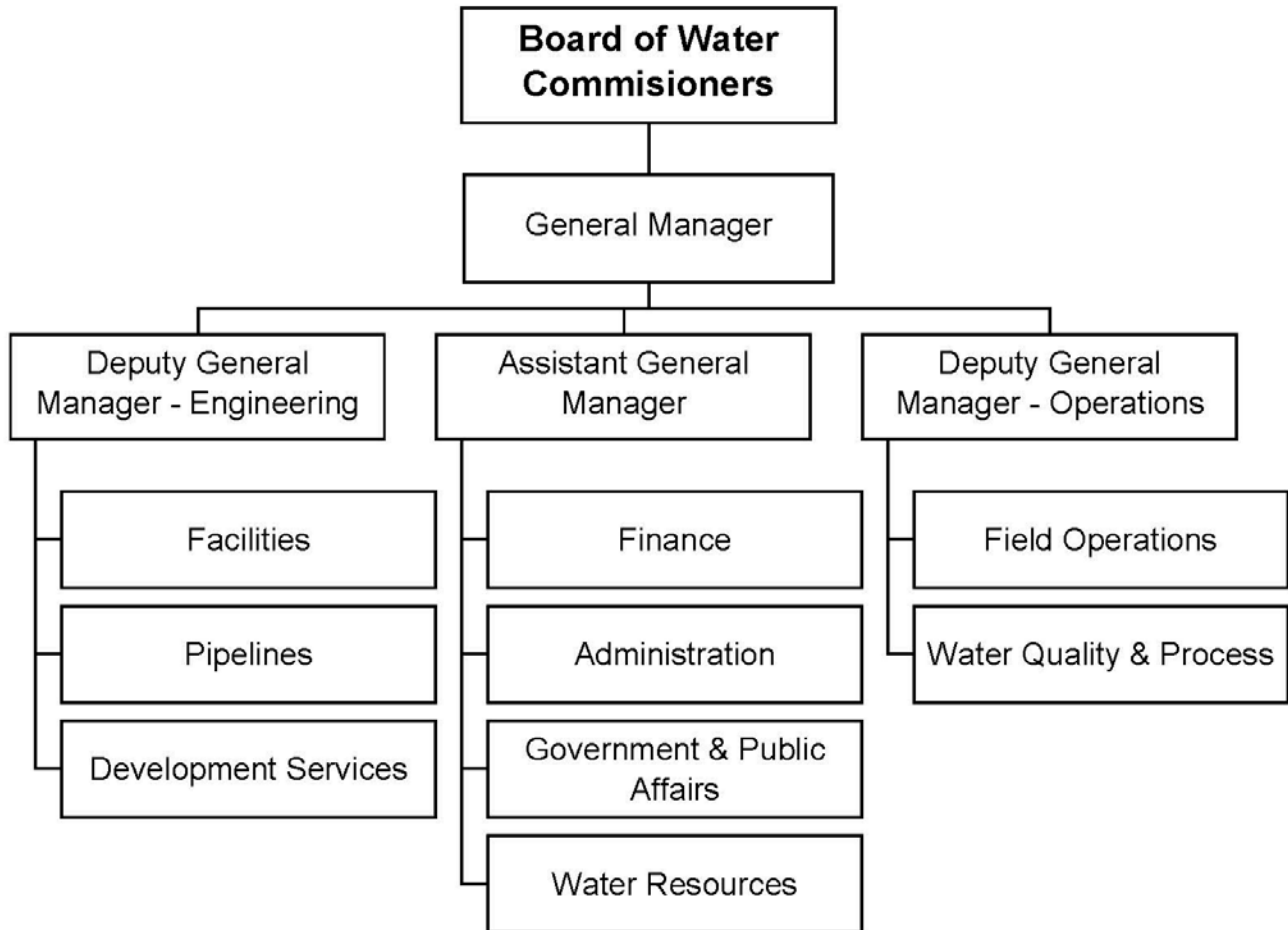 Board of Water
Commisioners
General Manager
Deputy General
Manager - Engineering
Assistant General
Manager
Deputy General
Manager - Operations
Facilities
Finance
Field Operations
Pipelines
Administration
Water Quality & Process
Development Services
Government & Public
Affairs
Water Resources